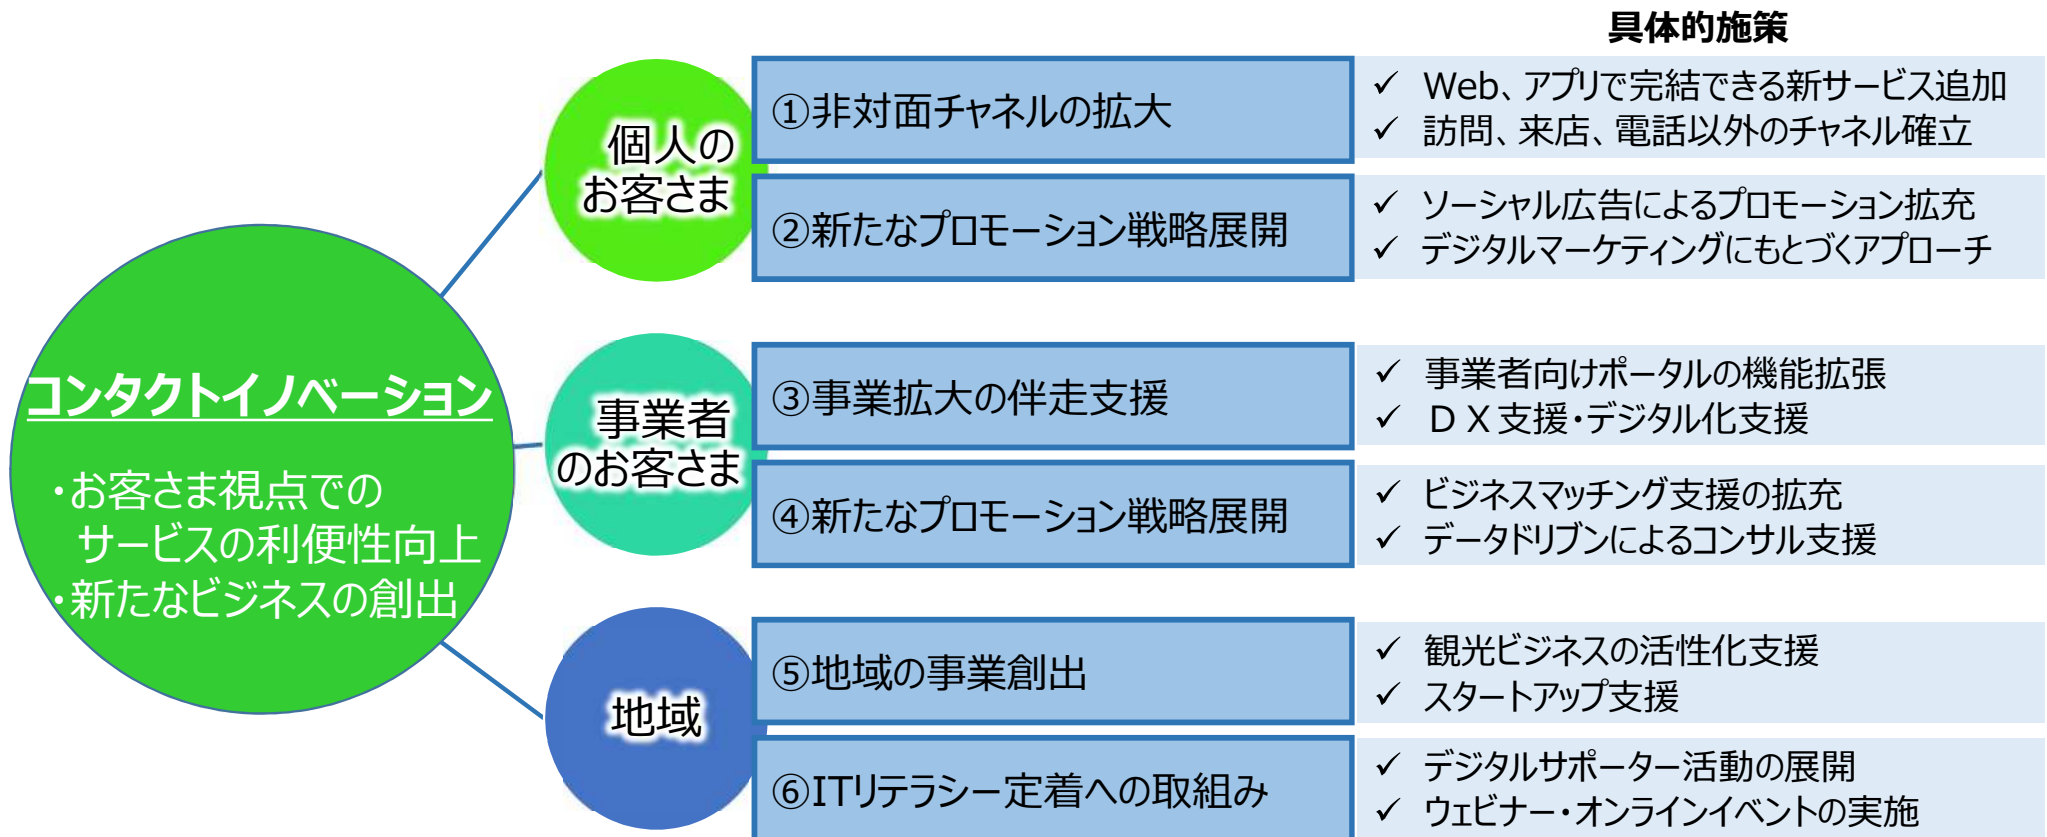 具体的施策
コンタクトイノベーション
・お客さま視点での
サービスの利便性向上
・新たなビジネスの創出
個人の
お客さま
①非対面チャネルの拡大
✓ Web、アプリで完結できる新サービス追加
✓ 訪問、来店、電話以外のチャネル確立
②新たなプロモーション戦略展開
✓ ソーシャル広告によるプロモーション拡充
✓ デジタルマーケティングにもとづくアプローチ
事業者
のお客さま
③事業拡大の伴走支援
✓ 事業者向けポータルの機能拡張
✓ ＤＸ支援・デジタル化支援
④新たなプロモーション戦略展開
✓ ビジネスマッチング支援の拡充
✓ データドリブンによるコンサル支援
地域
⑤地域の事業創出
✓ 観光ビジネスの活性化支援
✓ スタートアップ支援
⑥ITリテラシー定着への取組み
✓ デジタルサポーター活動の展開
✓ ウェビナー・オンラインイベントの実施